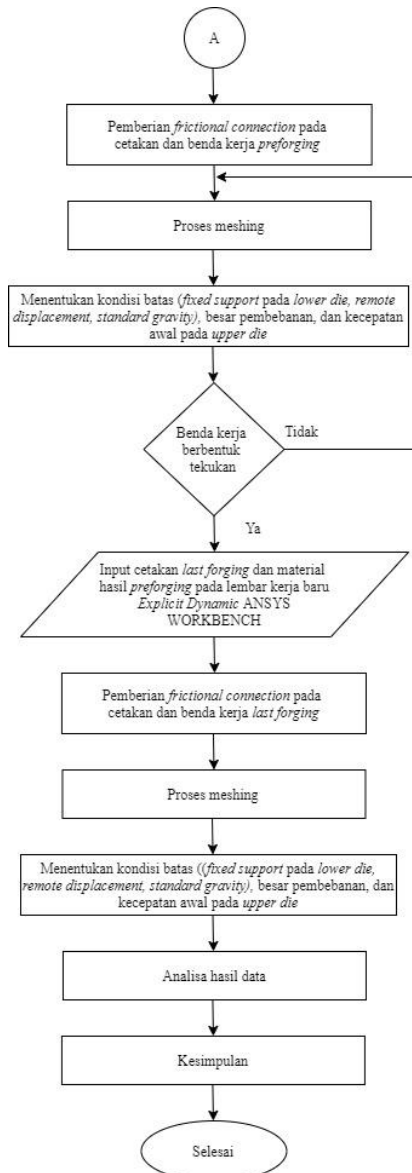 A
Pemberian frictional connection pada
cetakan dan benda kerja preforging
Proses meshing
Menentukan kondisi batas (fixed support pada lower die, remote
displacement, standard gravity), besar pembebanan, dan kecepatan
awal pada upper die
Benda kerja
berbentuk
tekukan
Tidak
Ya
Input cetakan last forging dan material
hasil preforging pada lembar kerja baru
Explicit Dynamic ANSYS
WORKBENCH
Pemberian frictional connection pada
cetakan dan benda kerja last forging
Proses meshing
Menentukan kondisi batas ((fixed support pada lower die,
remote displacement, standard gravity), besar pembebanan, dan
kecepatan awal pada upper die
Analisa hasil data
Kesimpulan
Selesai